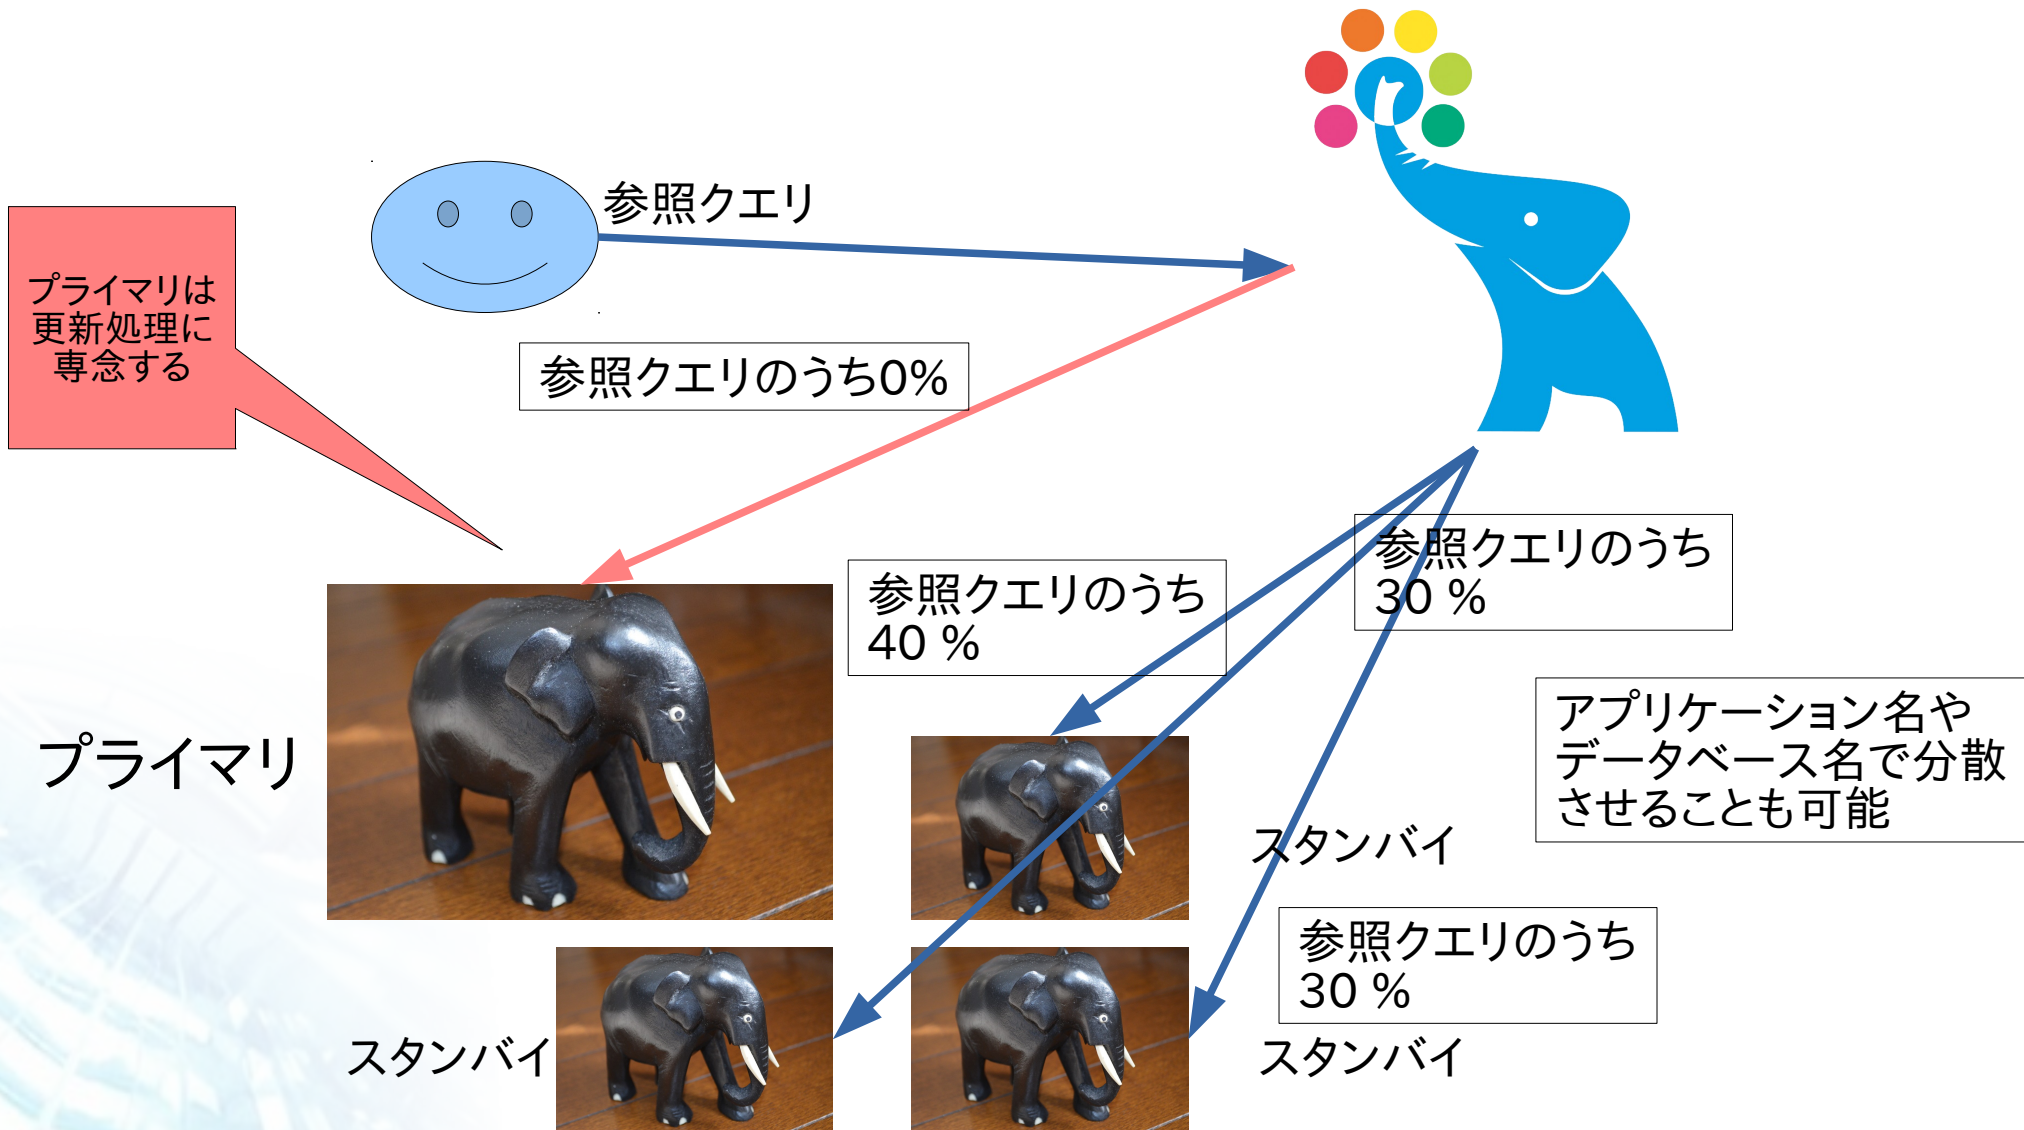 参照クエリ
プライマリは
更新処理に
専念する
参照クエリのうち0%
参照クエリのうち
30 %
参照クエリのうち
40 %
アプリケーション名や
データベース名で分散
させることも可能
プライマリ
スタンバイ
参照クエリのうち
30 %
スタンバイ
スタンバイ